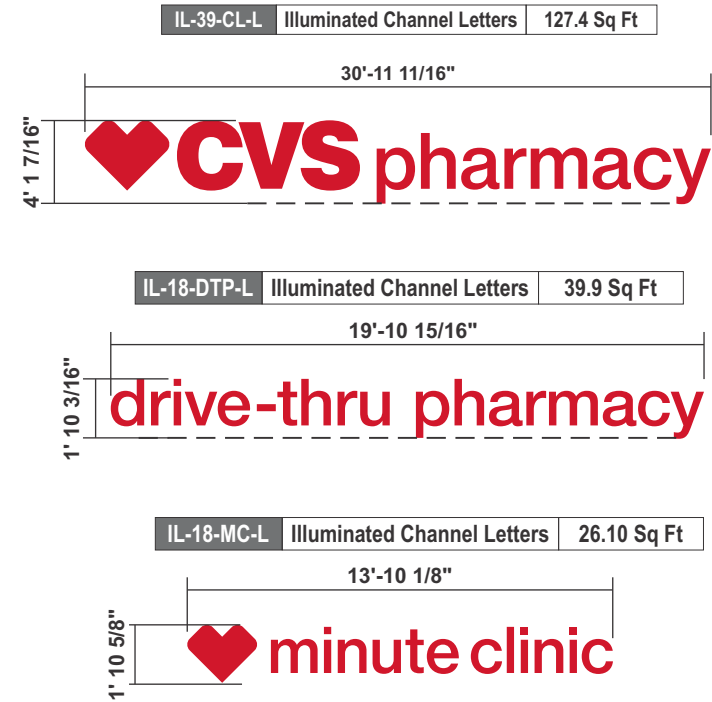 IL-39-CL-L Illuminated Channel Letters 127.4 Sq Ft
30'-11 11/16"
4' 1 7/16"
CVS pharmacy
IL-18-DTP-L Illuminated Channel Letters 39.9 Sq Ft
19'-10 15/16"
1' 10 3/16"
drive-thru pharmacy
IL-18-MC-L Illuminated Channel Letters 26.10 Sq Ft
13'-10 1/8"
1' 10 5/8"
minute clinic